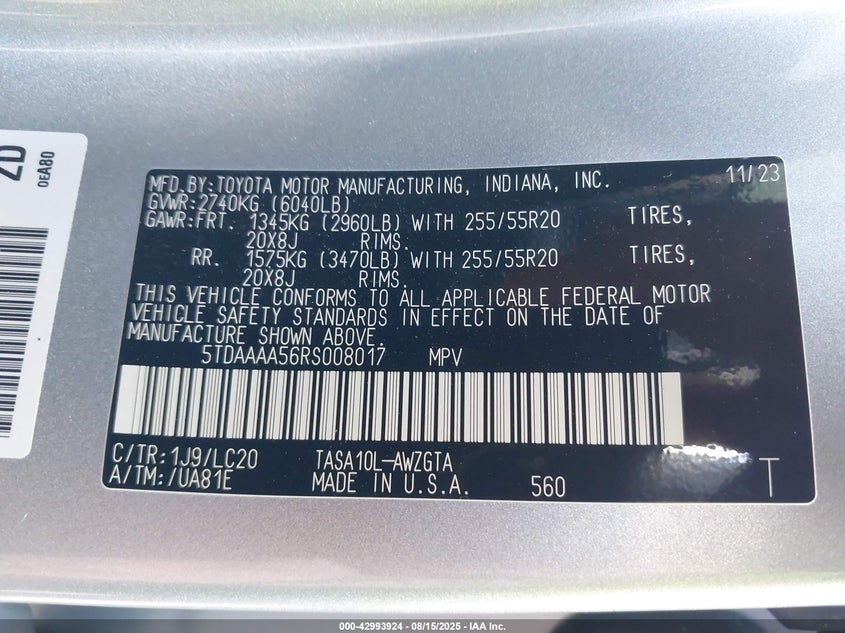 2D
0EA80
MFD.BY:TOYOTA MOTOR MANUFACTURING, INDIANA, INC. 11/23
GVWR:2740KG (6040LB)
GAWR:FRT. 1345KG (2960LB) WITH 255/55R20 TIRES,
20X8J RIMS.
RR. 1575KG (3470LB) WITH 255/55R20 TIRES,
20X8J RIMS.
THIS VEHICLE CONFORMS TO ALL APPLICABLE FEDERAL MOTOR
VEHICLE SAFETY STANDARDS IN EFFECT ON THE DATE OF
MANUFACTURE SHOWN ABOVE.
5TDAAAA56RS008017 MPV
C/TR:1J9/LC20 TASA10L-AWZGTA
A/TM:/UA81E MADE IN U.S.A. 560 T
000-42993924 - 08/15/2025 - IAA Inc.